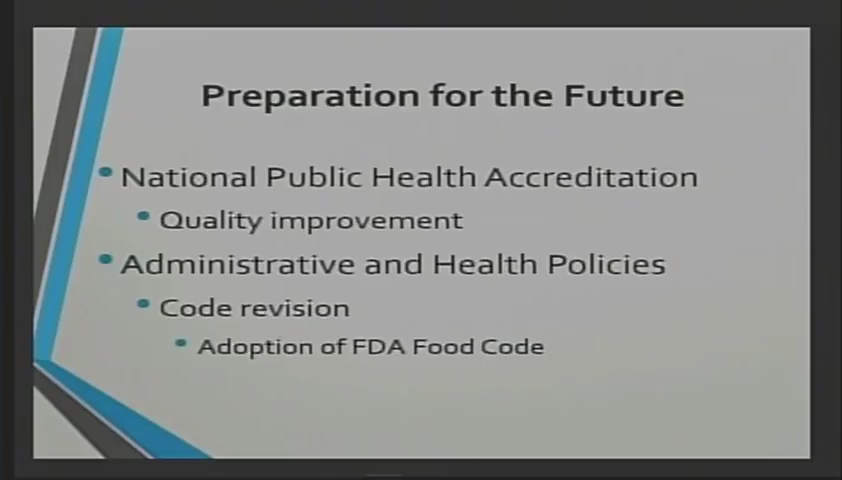 Preparation for the Future
National Public Health Accreditation
Quality improvement
Administrative and Health Policies
Code revision
Adoption of FDA Food Code